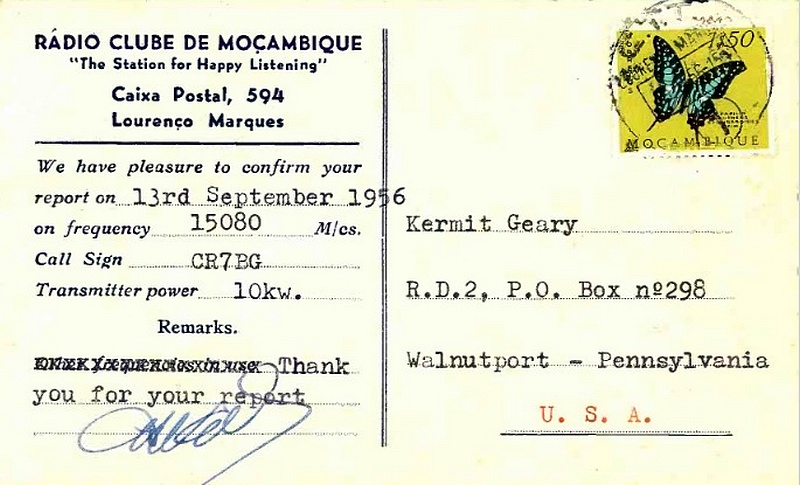 RÁDIO CLUBE DE MOÇAMBIQUE
"The Station for Happy Listening"
Caixa Postal, 594
Lourenço Marques
We have pleasure to confirm your
report on 13rd September 1956
on frequency 15080 M/cs.
Call Sign CR7BG
Transmitter power 10kw.
Remarks.
Thank
you for your report
1$50
MOÇAMBIQUE
Kermit Geary
R.D.2, P.O. Box nº298
Walnutport - Pennsylvania
U. S. A.